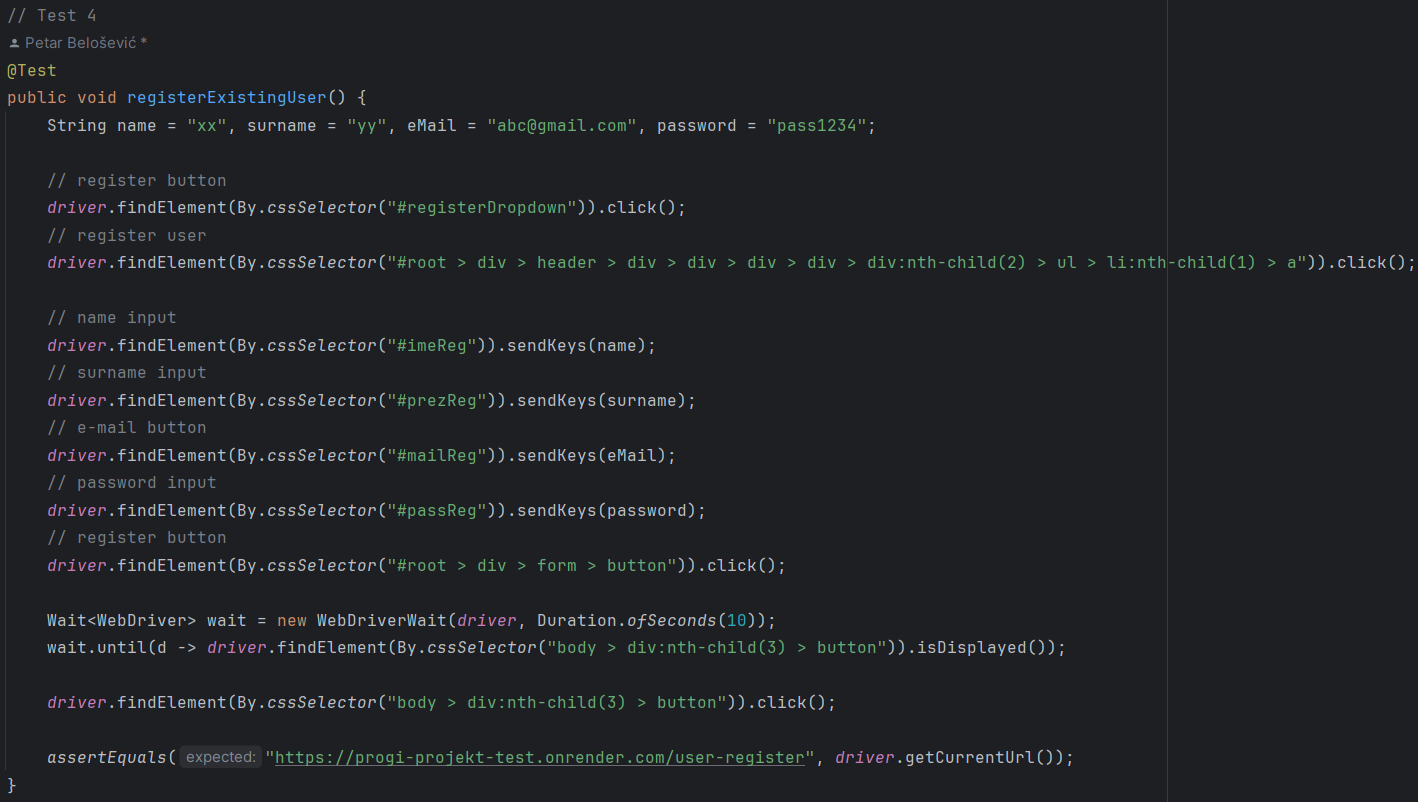 // Test 4
Petar Belošević *
@Test
public void registerExistingUser() {
    String name = "xx", surname = "yy", eMail = "abc@gmail.com", password = "pass1234";

    // register button
    driver.findElement(By.cssSelector("#registerDropdown")).click();
    // register user
    driver.findElement(By.cssSelector("#root > div > header > div > div > div > div > div:nth-child(2) > ul > li:nth-child(1) > a")).click();

    // name input
    driver.findElement(By.cssSelector("#imeReg")).sendKeys(name);
    // surname input
    driver.findElement(By.cssSelector("#prezReg")).sendKeys(surname);
    // e-mail button
    driver.findElement(By.cssSelector("#mailReg")).sendKeys(eMail);
    // password input
    driver.findElement(By.cssSelector("#passReg")).sendKeys(password);
    // register button
    driver.findElement(By.cssSelector("#root > div > form > button")).click();

    Wait<WebDriver> wait = new WebDriverWait(driver, Duration.ofSeconds(10));
    wait.until(d -> driver.findElement(By.cssSelector("body > div:nth-child(3) > button")).isDisplayed());

    driver.findElement(By.cssSelector("body > div:nth-child(3) > button")).click();

    assertEquals( expected: "https://progi-projekt-test.onrender.com/user-register", driver.getCurrentUrl());
}